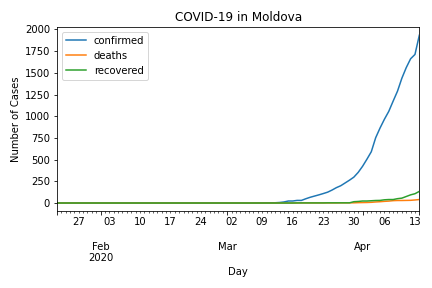 COVID-19 in Moldova
confirmed
deaths
recovered
Number of Cases
2000
1750
1500
1250
1000
750
500
250
0
27 03 10 17 24 02 09 16 23 30 06 13
Feb Mar Apr
2020
Day